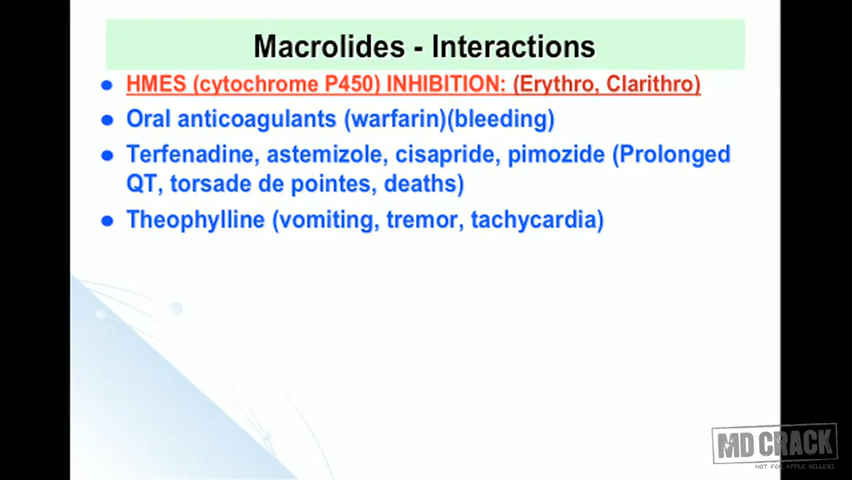 Macrolides - Interactions
HMES (cytochrome P450) INHIBITION: (Erythro, Clarithro)
Oral anticoagulants (warfarin)(bleeding)
Terfenadine, astemizole, cisapride, pimozide (Prolonged
QT, torsade de pointes, deaths)
Theophylline (vomiting, tremor, tachycardia)
MD CRACK
NOT FOR APPLE SELLERS